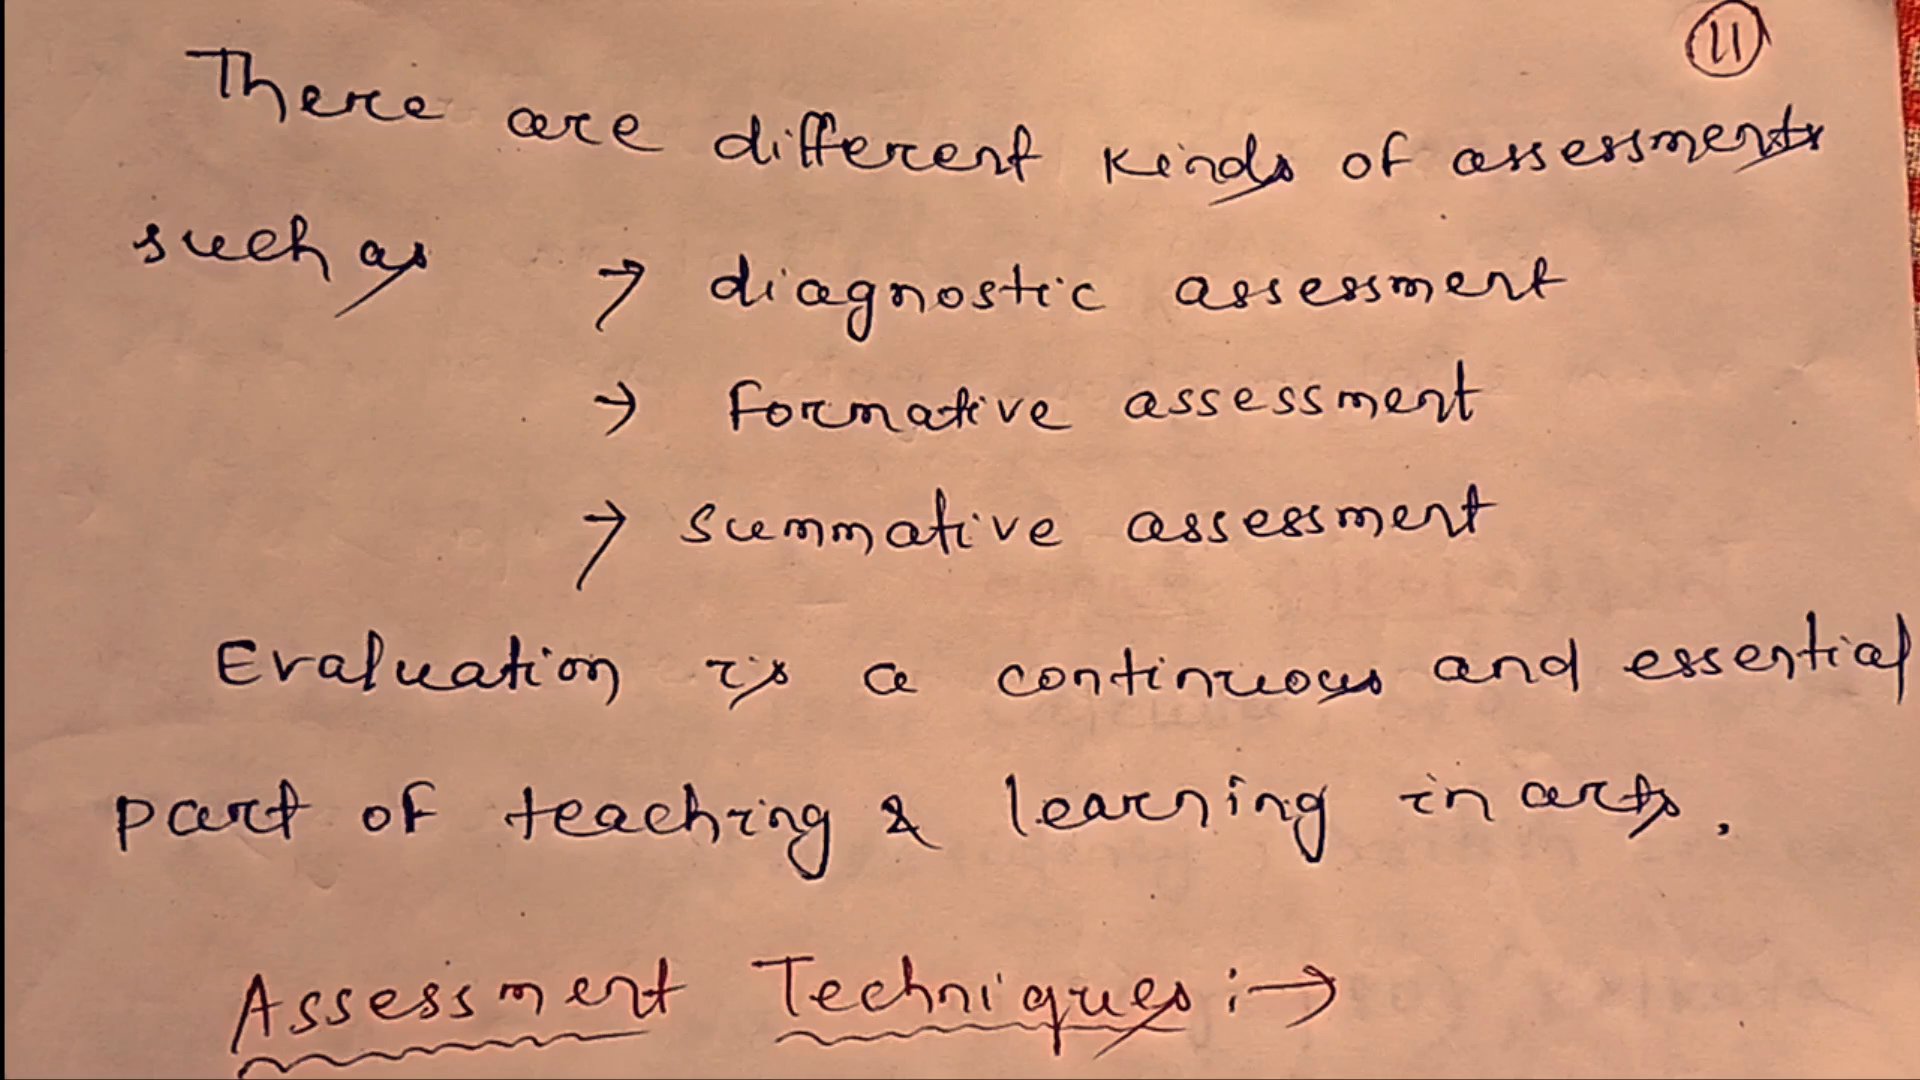 11
There are different kinds of assessments
such as → diagnostic assessment
→ formative assessment
→ summative assessment
Evaluation is a continuous and essential
part of teaching & learning in arts.
Assessment Techniques :→